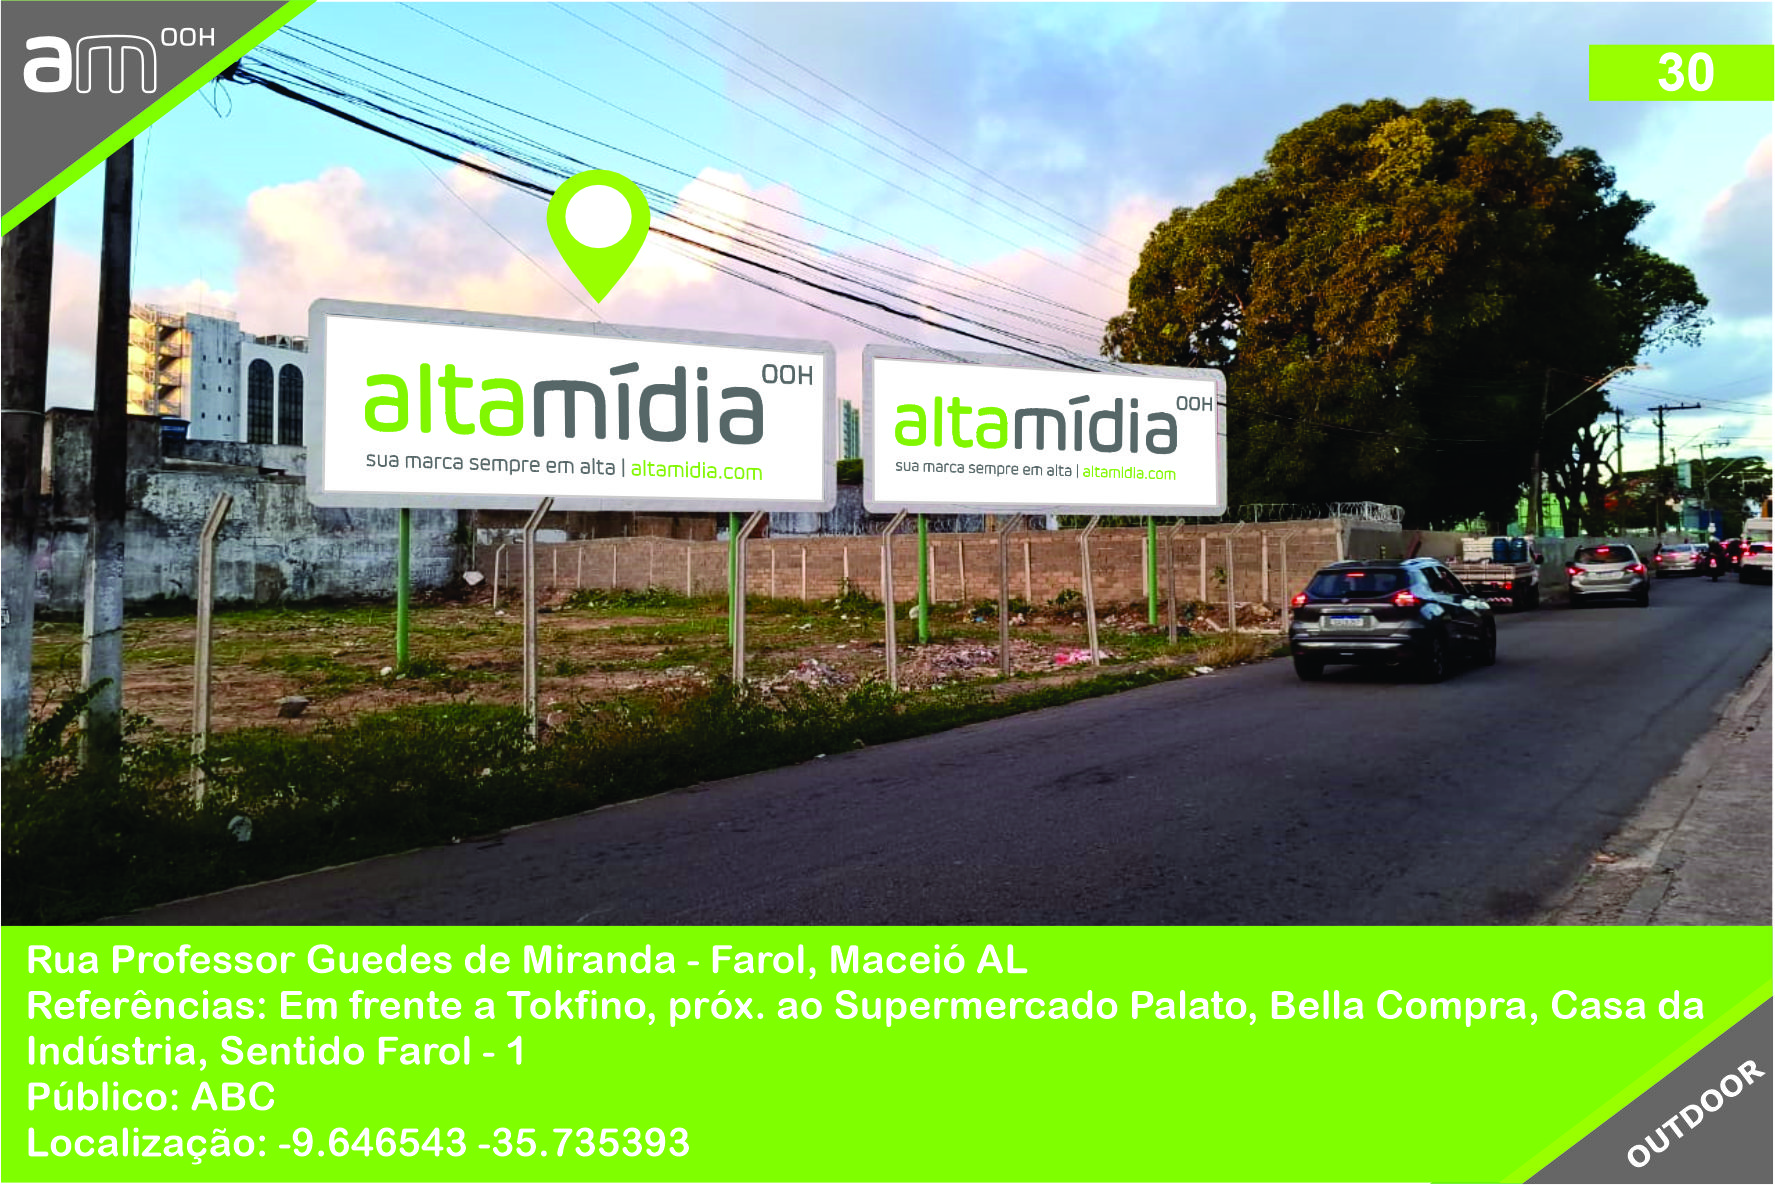 am OOH
30
altamídia OOH
sua marca sempre em alta | altamidia.com
altamídia OOH
sua marca sempre em alta | altamidia.com
Rua Professor Guedes de Miranda - Farol, Maceió AL
Referências: Em frente a Tokfino, próx. ao Supermercado Palato, Bella Compra, Casa da
Indústria, Sentido Farol - 1
Público: ABC
Localização: -9.646543 -35.735393
OUTDOOR